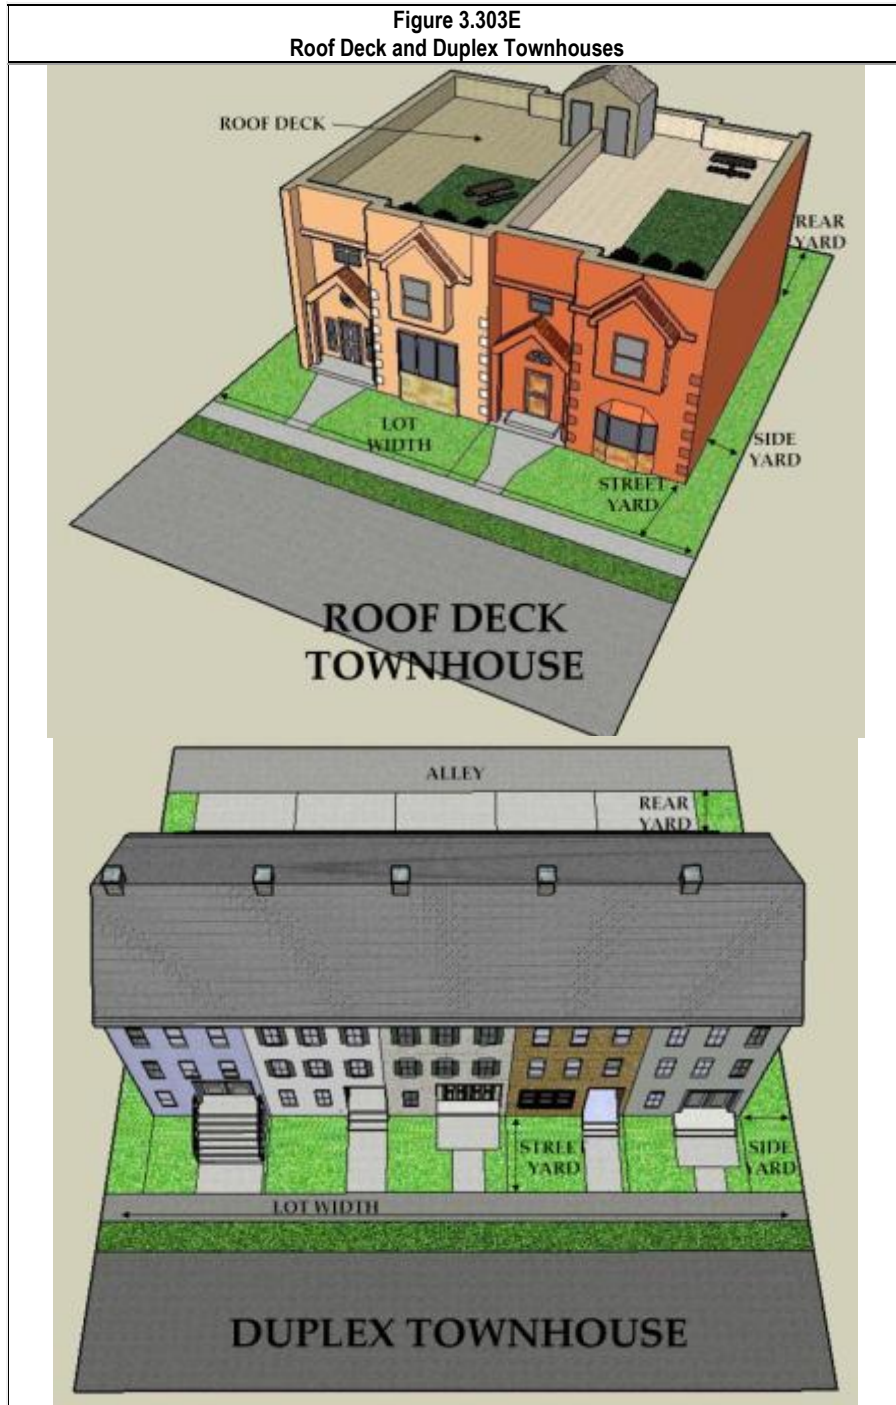 Figure 3.303E
Roof Deck and Duplex Townhouses
ROOF DECK
REAR
YARD
LOT
WIDTH
SIDE
YARD
STREET
YARD
ROOF DECK
TOWNHOUSE
ALLEY
REAR
YARD
STREET
YARD
SIDE
YARD
LOT WIDTH
DUPLEX TOWNHOUSE